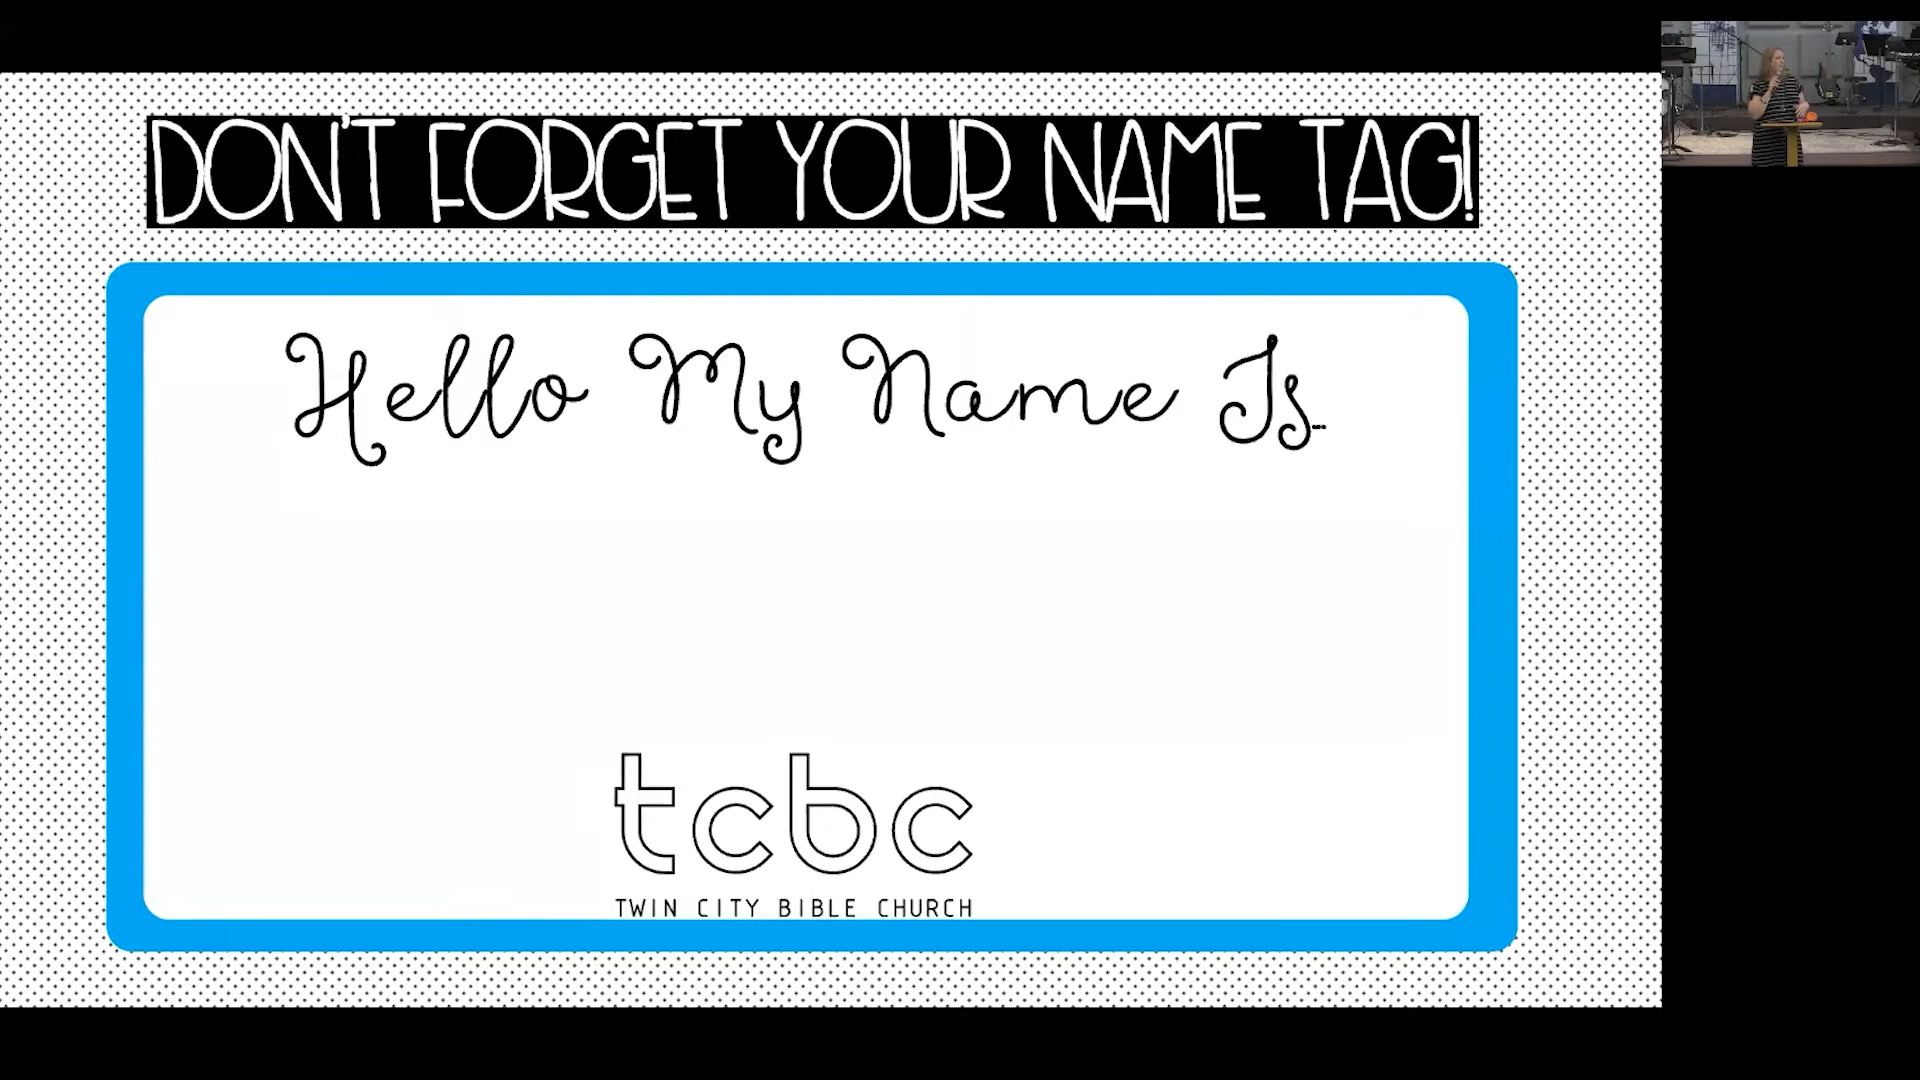 DON'T FORGET YOUR NAME TAG!
Hello My Name Is...
tcbc
TWIN CITY BIBLE CHURCH